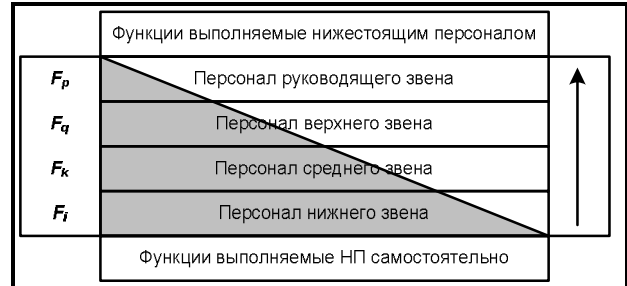 Функции выполняемые нижестоящим персоналом
Fp Персонал руководящего звена
Fq Персонал верхнего звена
Fk Персонал среднего звена
Fi Персонал нижнего звена
Функции выполняемые НП самостоятельно